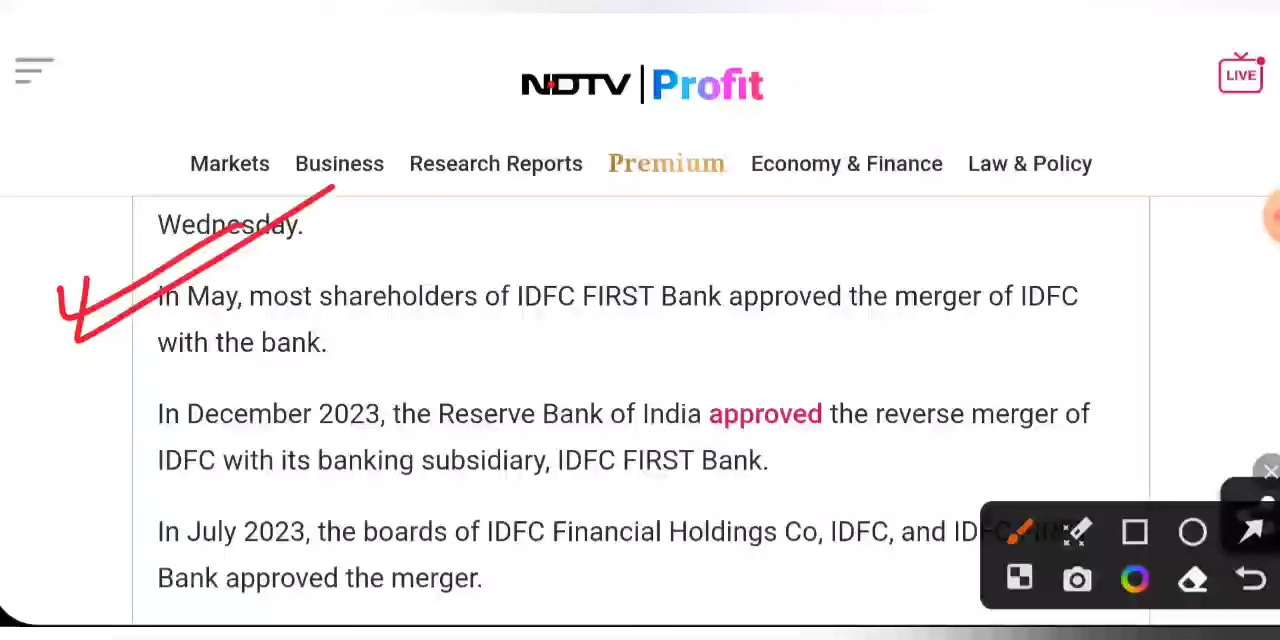 NDTV | Profit
LIVE
Markets Business Research Reports Premium Economy & Finance Law & Policy
Wednesday.
In May, most shareholders of IDFC FIRST Bank approved the merger of IDFC
with the bank.
In December 2023, the Reserve Bank of India approved the reverse merger of
IDFC with its banking subsidiary, IDFC FIRST Bank.
In July 2023, the boards of IDFC Financial Holdings Co, IDFC, and IDFC FIRST
Bank approved the merger.